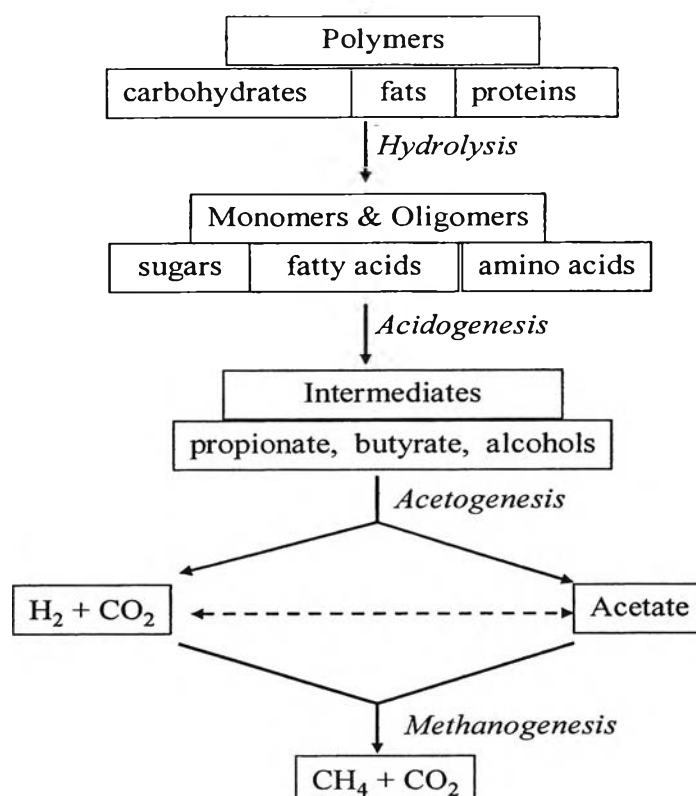 Polymers
carbohydrates fats proteins
Hydrolysis
Monomers & Oligomers
sugars fatty acids amino acids
Acidogenesis
Intermediates
propionate, butyrate, alcohols
Acetogenesis
H₂ + CO₂ Acetate
Methanogenesis
CH₄ + CO₂